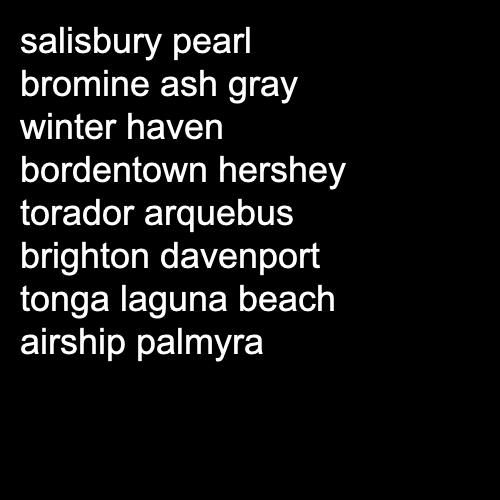 salisbury pearl
bromine ash gray
winter haven
bordentown hershey
torador arquebus
brighton davenport
tonga laguna beach
airship palmyra